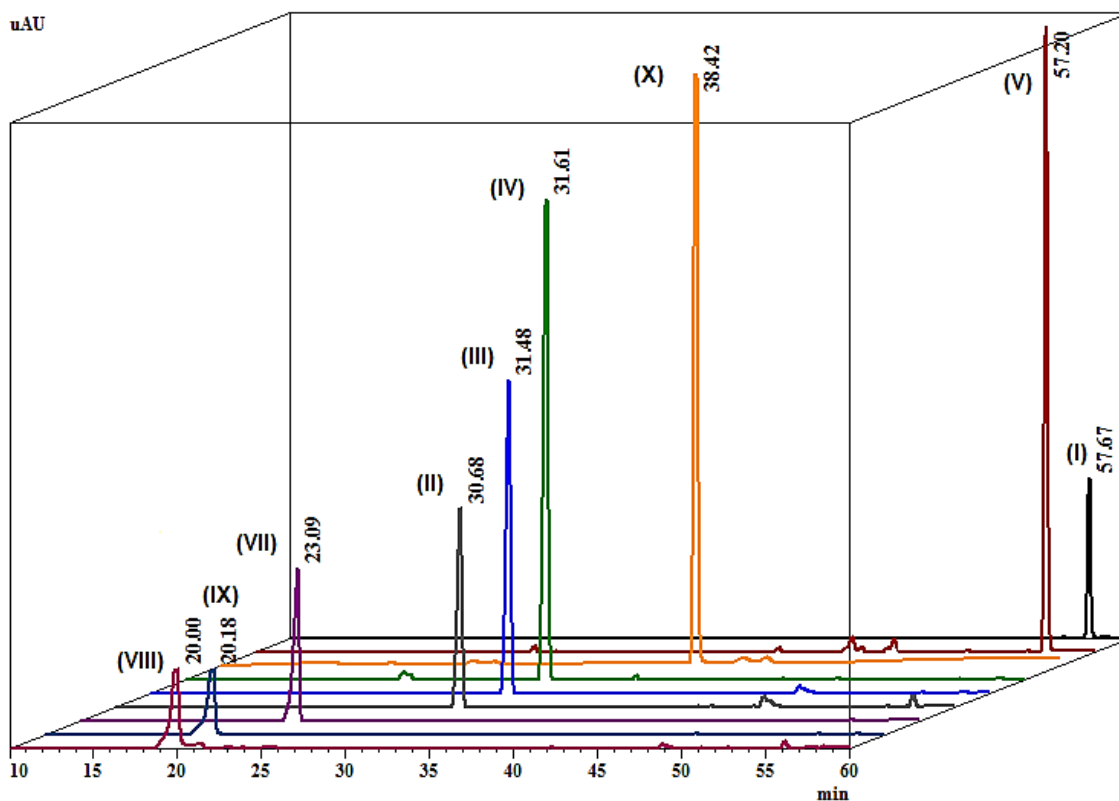 uAU
(V)
57.20
(X)
38.42
(IV)
31.61
(III)
31.48
(I)
57.67
(II)
30.68
(VII)
23.09
(IX)
20.18
(VIII)
20.00
10 15 20 25 30 35 40 45 50 55 60
min